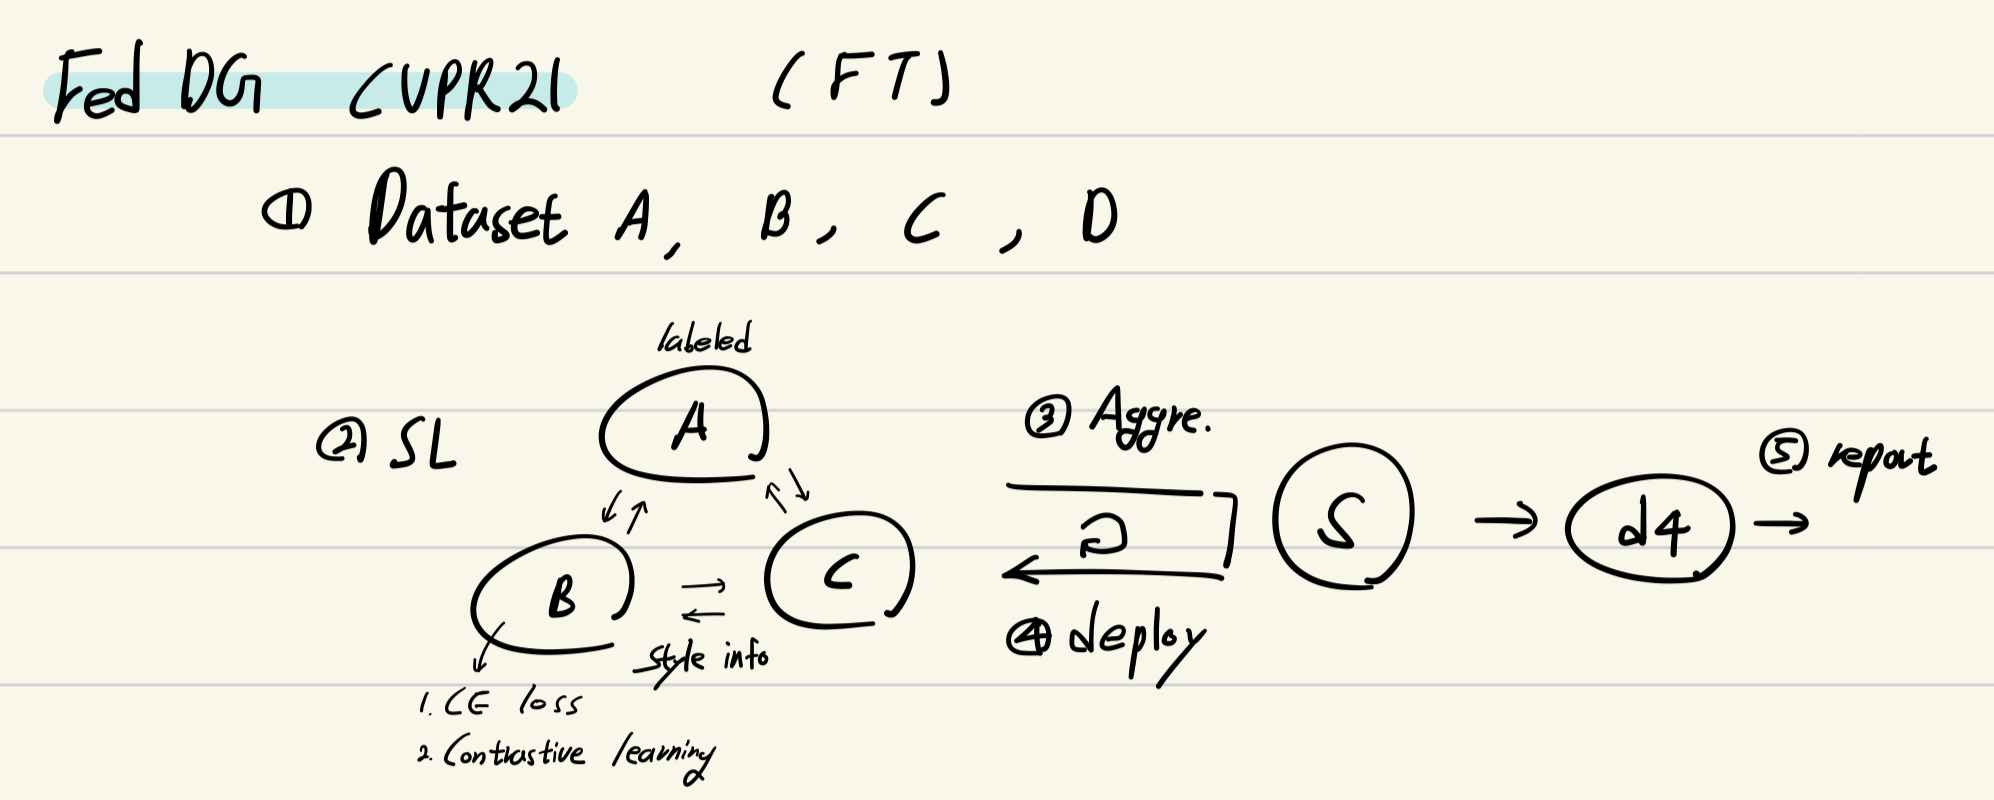 Fed DG CVPR21 (FT)
① Dataset A, B, C, D
labeled
A
② SL
③ Aggre.
⑤ report
S
d4
B
C
④ deploy
style info
1. CE loss
2. Contrastive learning